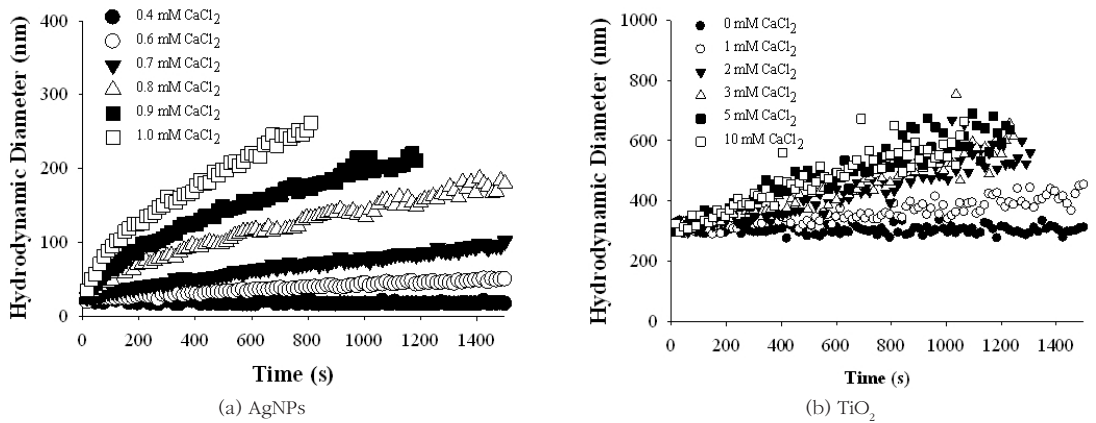 Hydrodynamic Diameter (nm)
400
300
200
100
0
0.4 mM CaCl2
0.6 mM CaCl2
0.7 mM CaCl2
0.8 mM CaCl2
0.9 mM CaCl2
1.0 mM CaCl2
0 200 400 600 800 1000 1200 1400
Time (s)
(a) AgNPs
Hydrodynamic Diameter (nm)
1000
800
600
400
200
0
0 mM CaCl2
1 mM CaCl2
2 mM CaCl2
3 mM CaCl2
5 mM CaCl2
10 mM CaCl2
0 200 400 600 800 1000 1200 1400
Time (s)
(b) TiO2